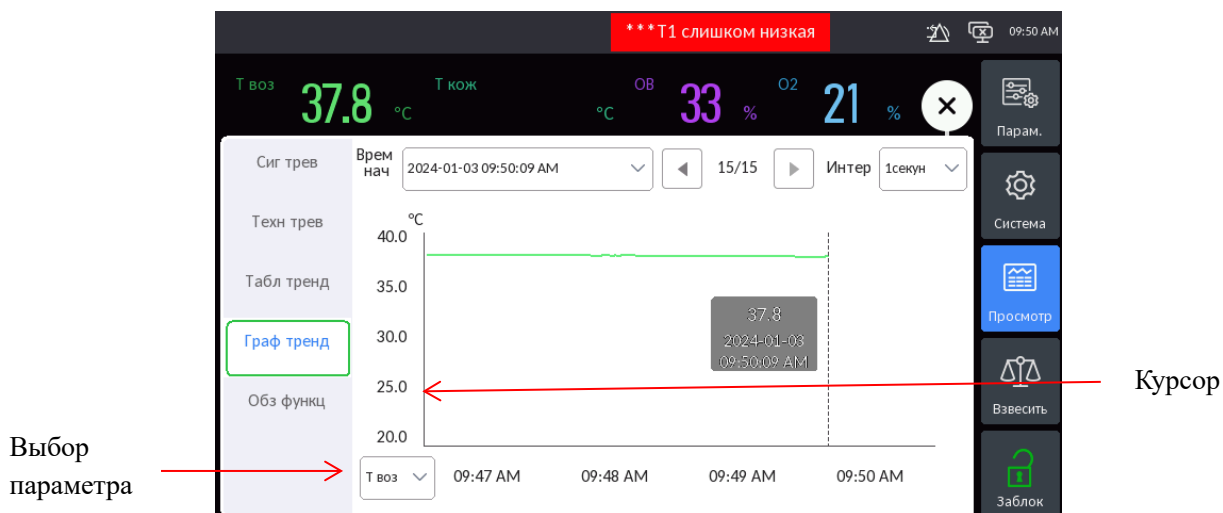 ***T1 слишком низкая
09:50 AM
Т воз 37.8 °C
Т кож °C
ОВ 33 %
О2 21 %
Парам.
Сиг трев
Врем нач
2024-01-03 09:50:09 AM
15/15
Интер
1секун
Техн трев
Система
°C
40.0
Табл тренд
35.0
Просмотр
Граф тренд
30.0
37.8
2024-01-03
09:50:09 AM
25.0
Курсор
Обз функц
Взвесить
20.0
Выбор
параметра
Т воз
09:47 AM 09:48 AM 09:49 AM 09:50 AM
Заблок